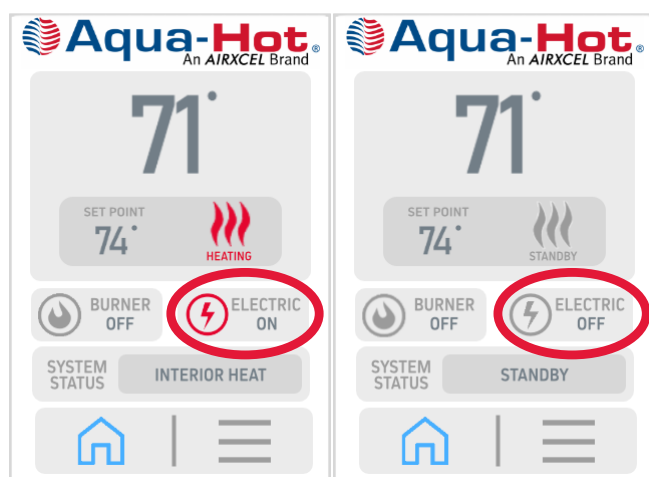 Aqua-Hot®
An AIRXCEL Brand
71°
SET POINT
74°
HEATING
BURNER
OFF
ELECTRIC
ON
SYSTEM
STATUS
INTERIOR HEAT
Aqua-Hot®
An AIRXCEL Brand
71°
SET POINT
74°
STANDBY
BURNER
OFF
ELECTRIC
OFF
SYSTEM
STATUS
STANDBY